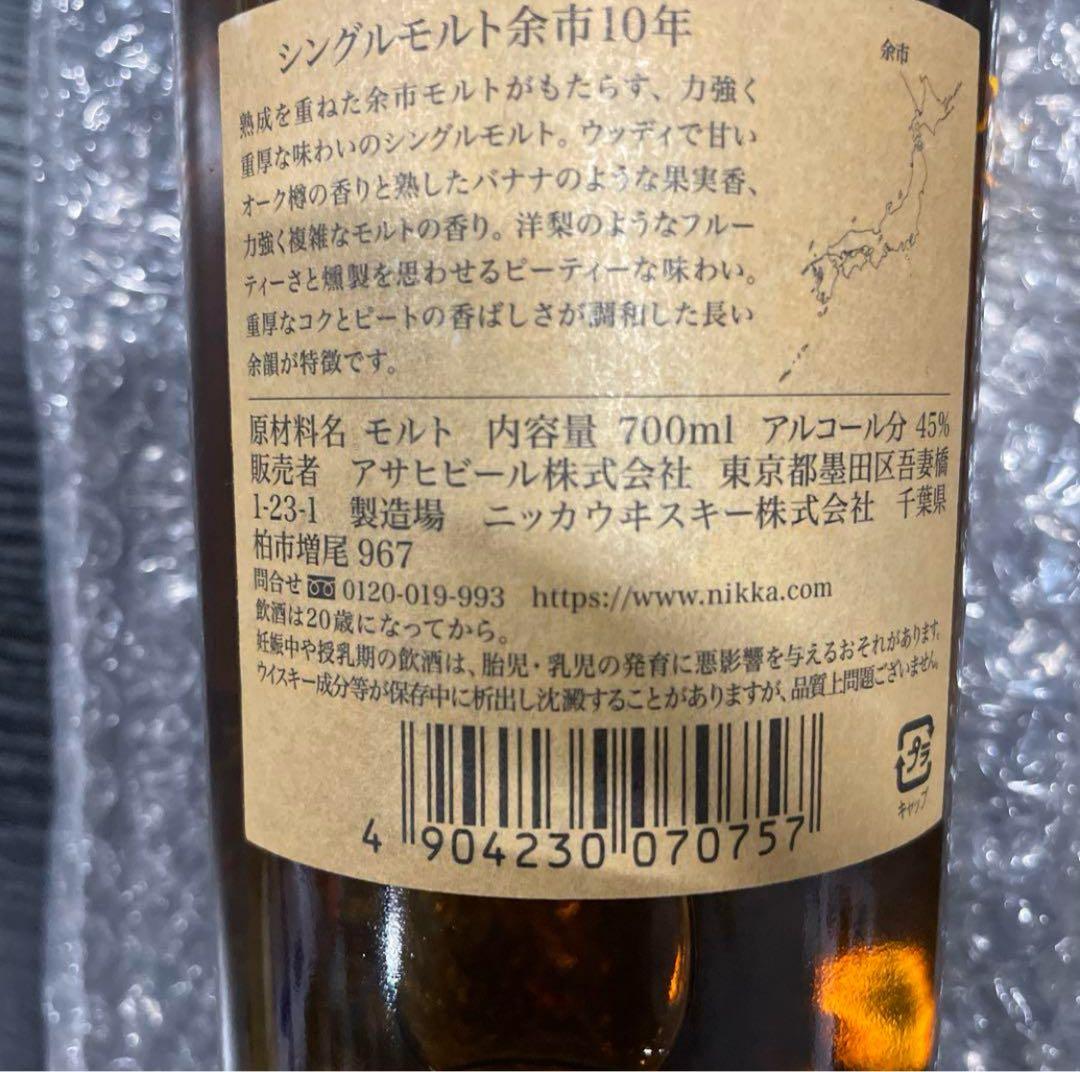 シングルモルト余市10年
余市
熟成を重ねた余市モルトがもたらす、力強く
重厚な味わいのシングルモルト。ウッディで甘い
オーク樽の香りと熟したバナナのような果実香、
力強く複雑なモルトの香り。洋梨のようなフルー
ティーさと燻製を思わせるピーティーな味わい。
重厚なコクとピートの香ばしさが調和した長い
余韻が特徴です。
原材料名 モルト 内容量 700ml アルコール分 45%
販売者 アサヒビール株式会社 東京都墨田区吾妻橋
1-23-1 製造場 ニッカウヰスキー株式会社 千葉県
柏市増尾967
問合せ 0120-019-993 https://www.nikka.com
飲酒は20歳になってから。
妊娠中や授乳期の飲酒は、胎児・乳児の発育に悪影響を与えるおそれがあります。
ウイスキー成分等が保存中に析出し沈澱することがありますが、品質上問題ございません。
プラ
キャップ
4 904230 070757